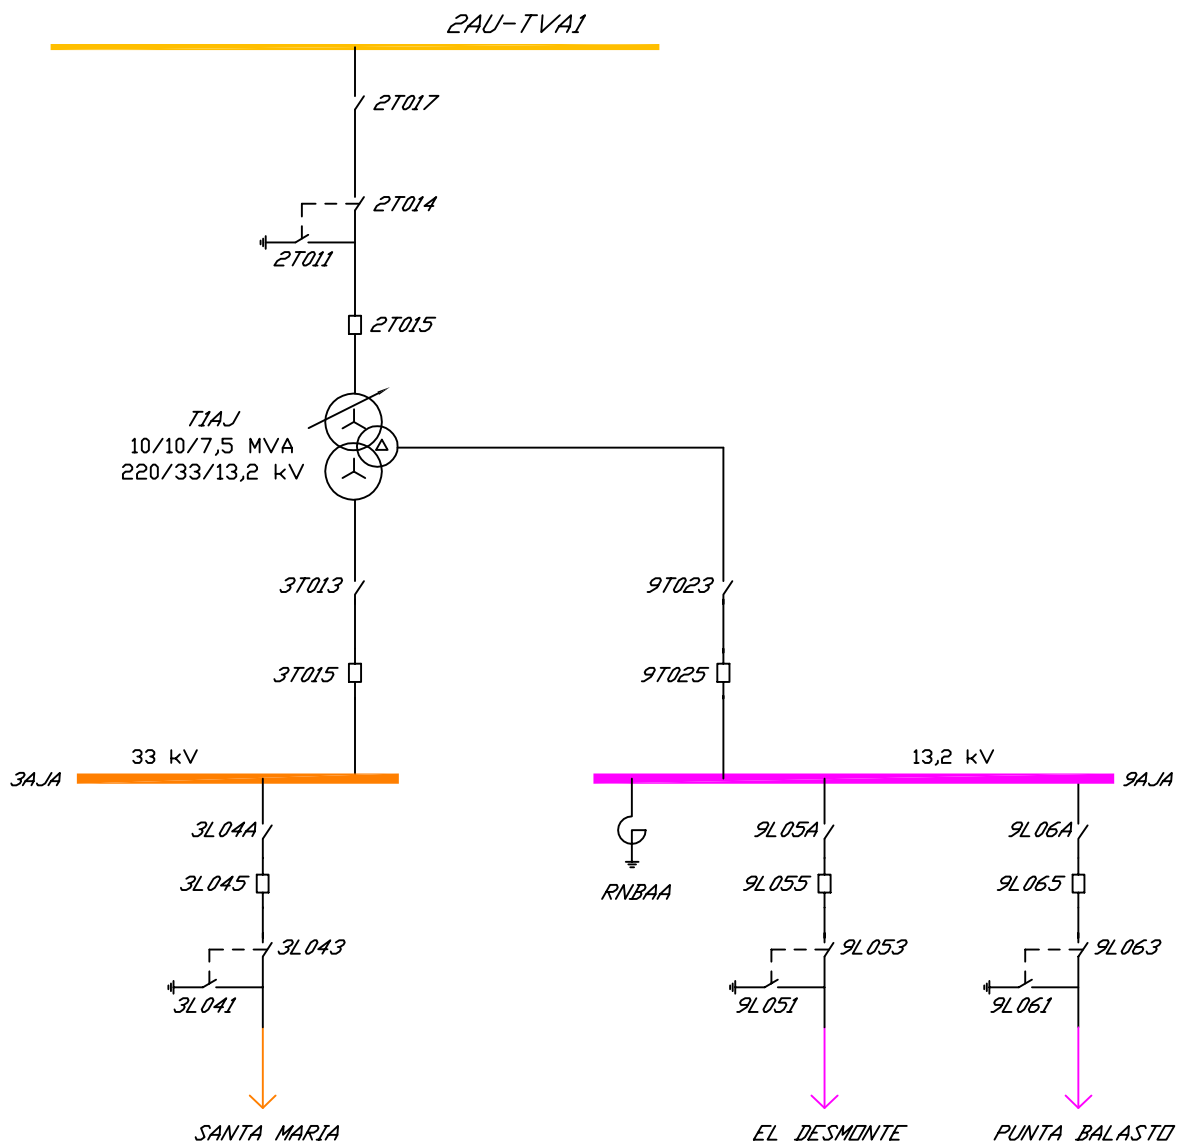 2AU-TVA1
2T017
2T014
2T011
2T015
T1AJ
10/10/7,5 MVA
220/33/13,2 kV
3T013
9T023
3T015
9T025
33 kV
13,2 kV
3AJA
9AJA
3L04A
9L05A
9L06A
3L045
RNBAA
9L055
9L065
3L043
9L053
9L063
3L041
9L051
9L061
SANTA MARIA
EL DESMONTE
PUNTA BALASTO